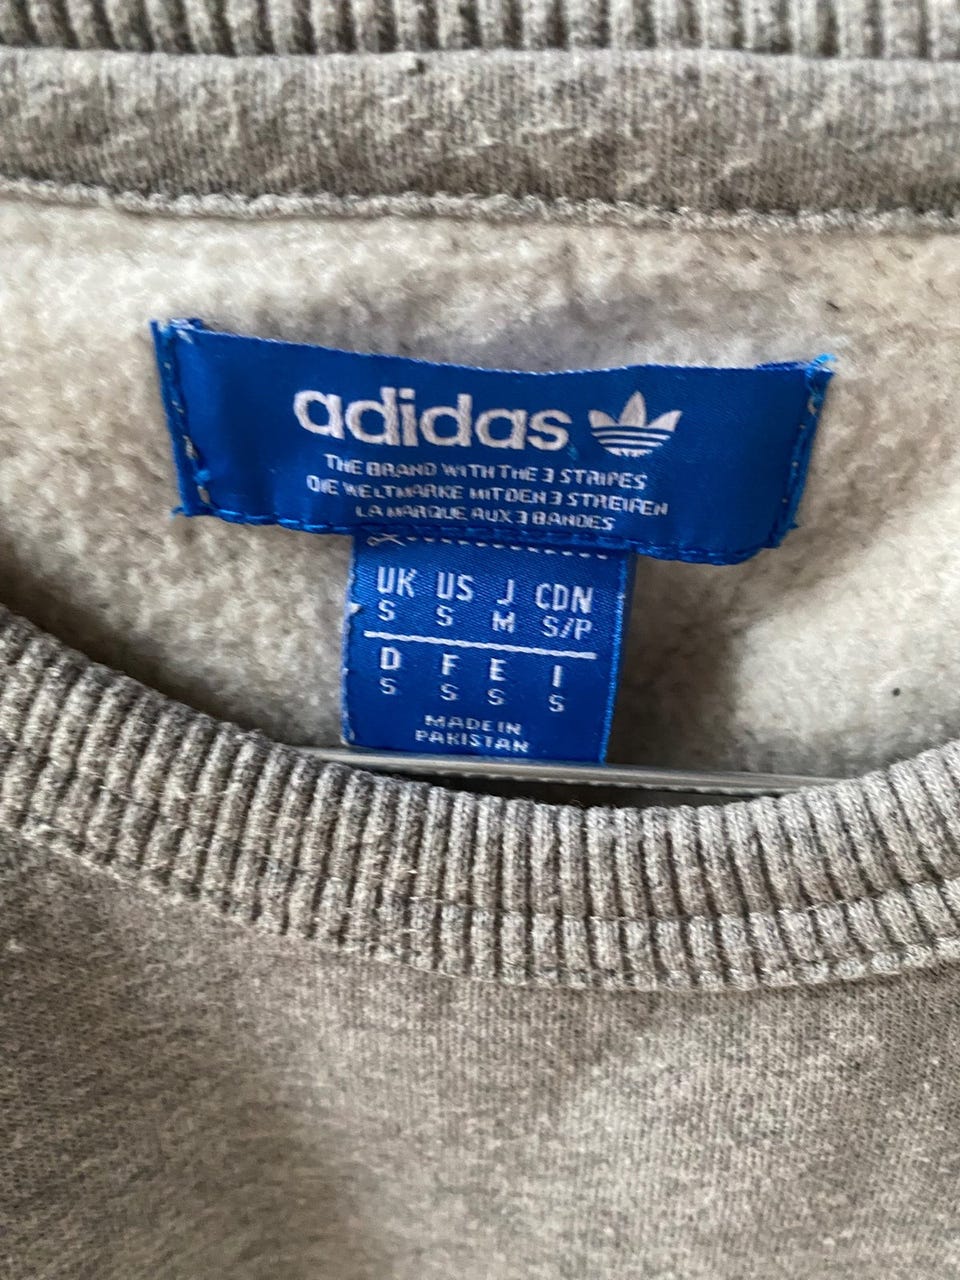 adidas
THE BRAND WITH THE 3 STRIPES
DIE WELTMARKE MIT DEN 3 STREIFEN
LA MARQUE AUX 3 BANDES
UK US J CDN
S S M S/P
D F E I
S S S S
MADE IN
PAKISTAN